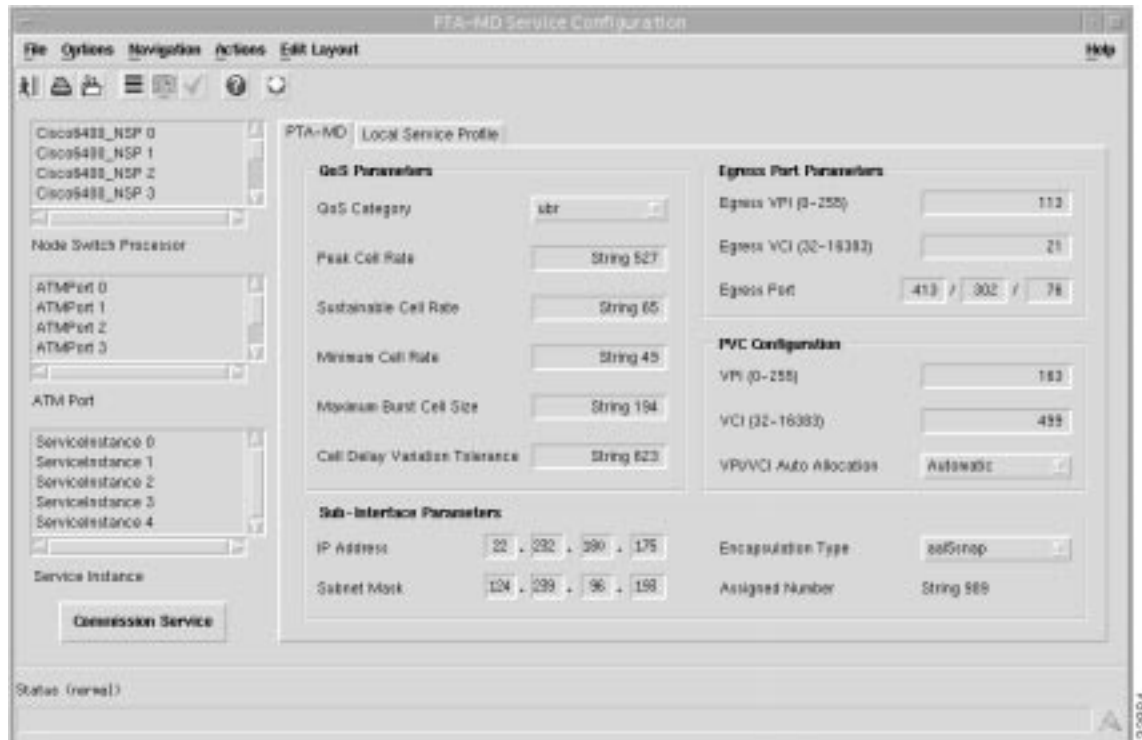 PTA-MD Service Configuration
File Options Navigation Actions Edit Layout Help
Cisco6400_NSP 0
Cisco6400_NSP 1
Cisco6400_NSP 2
Cisco6400_NSP 3
Node Switch Processor
ATMPort 0
ATMPort 1
ATMPort 2
ATMPort 3
ATM Port
ServiceInstance 0
ServiceInstance 1
ServiceInstance 2
ServiceInstance 3
ServiceInstance 4
Service Instance
Commission Service
PTA-MD Local Service Profile
QoS Parameters
QoS Category ubr
Peak Cell Rate String 527
Sustainable Cell Rate String 65
Minimum Cell Rate String 49
Maximum Burst Cell Size String 194
Cell Delay Variation Tolerance String 623
Egress Port Parameters
Egress VPI (0-255) 113
Egress VCI (32-16383) 21
Egress Port 413 / 302 / 76
PVC Configuration
VPI (0-255) 163
VCI (32-16383) 499
VPI/VCI Auto Allocation Automatic
Sub-Interface Parameters
IP Address 22 . 232 . . 175
Subnet Mask 124 . 239 . 96 . 198
Encapsulation Type aal5snap
Assigned Number String 989
Status (normal)